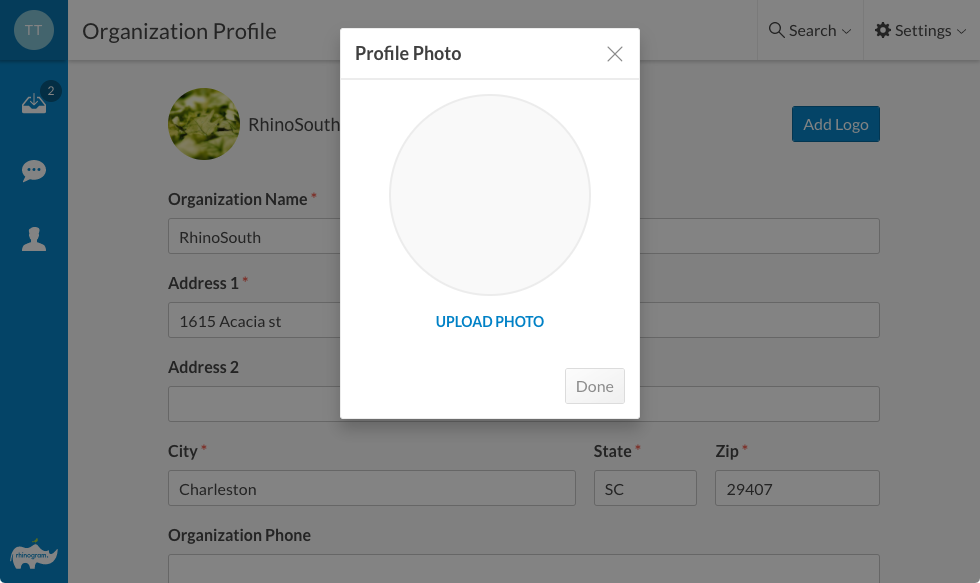 TT
Organization Profile
Search
Settings
2
Profile Photo
RhinoSouth
Add Logo
Organization Name *
RhinoSouth
Address 1 *
1615 Acacia st
UPLOAD PHOTO
Address 2
Done
City *
State *
Zip *
Charleston
SC
29407
Organization Phone
rhinogram